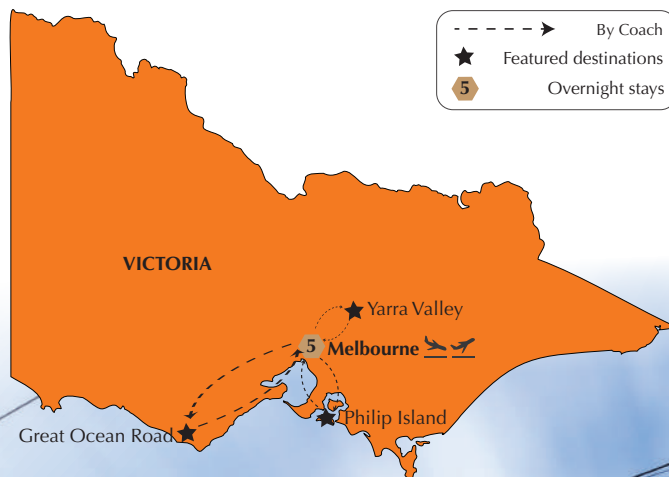 By Coach
Featured destinations
5 Overnight stays
VICTORIA
Yarra Valley
5 Melbourne
Philip Island
Great Ocean Road